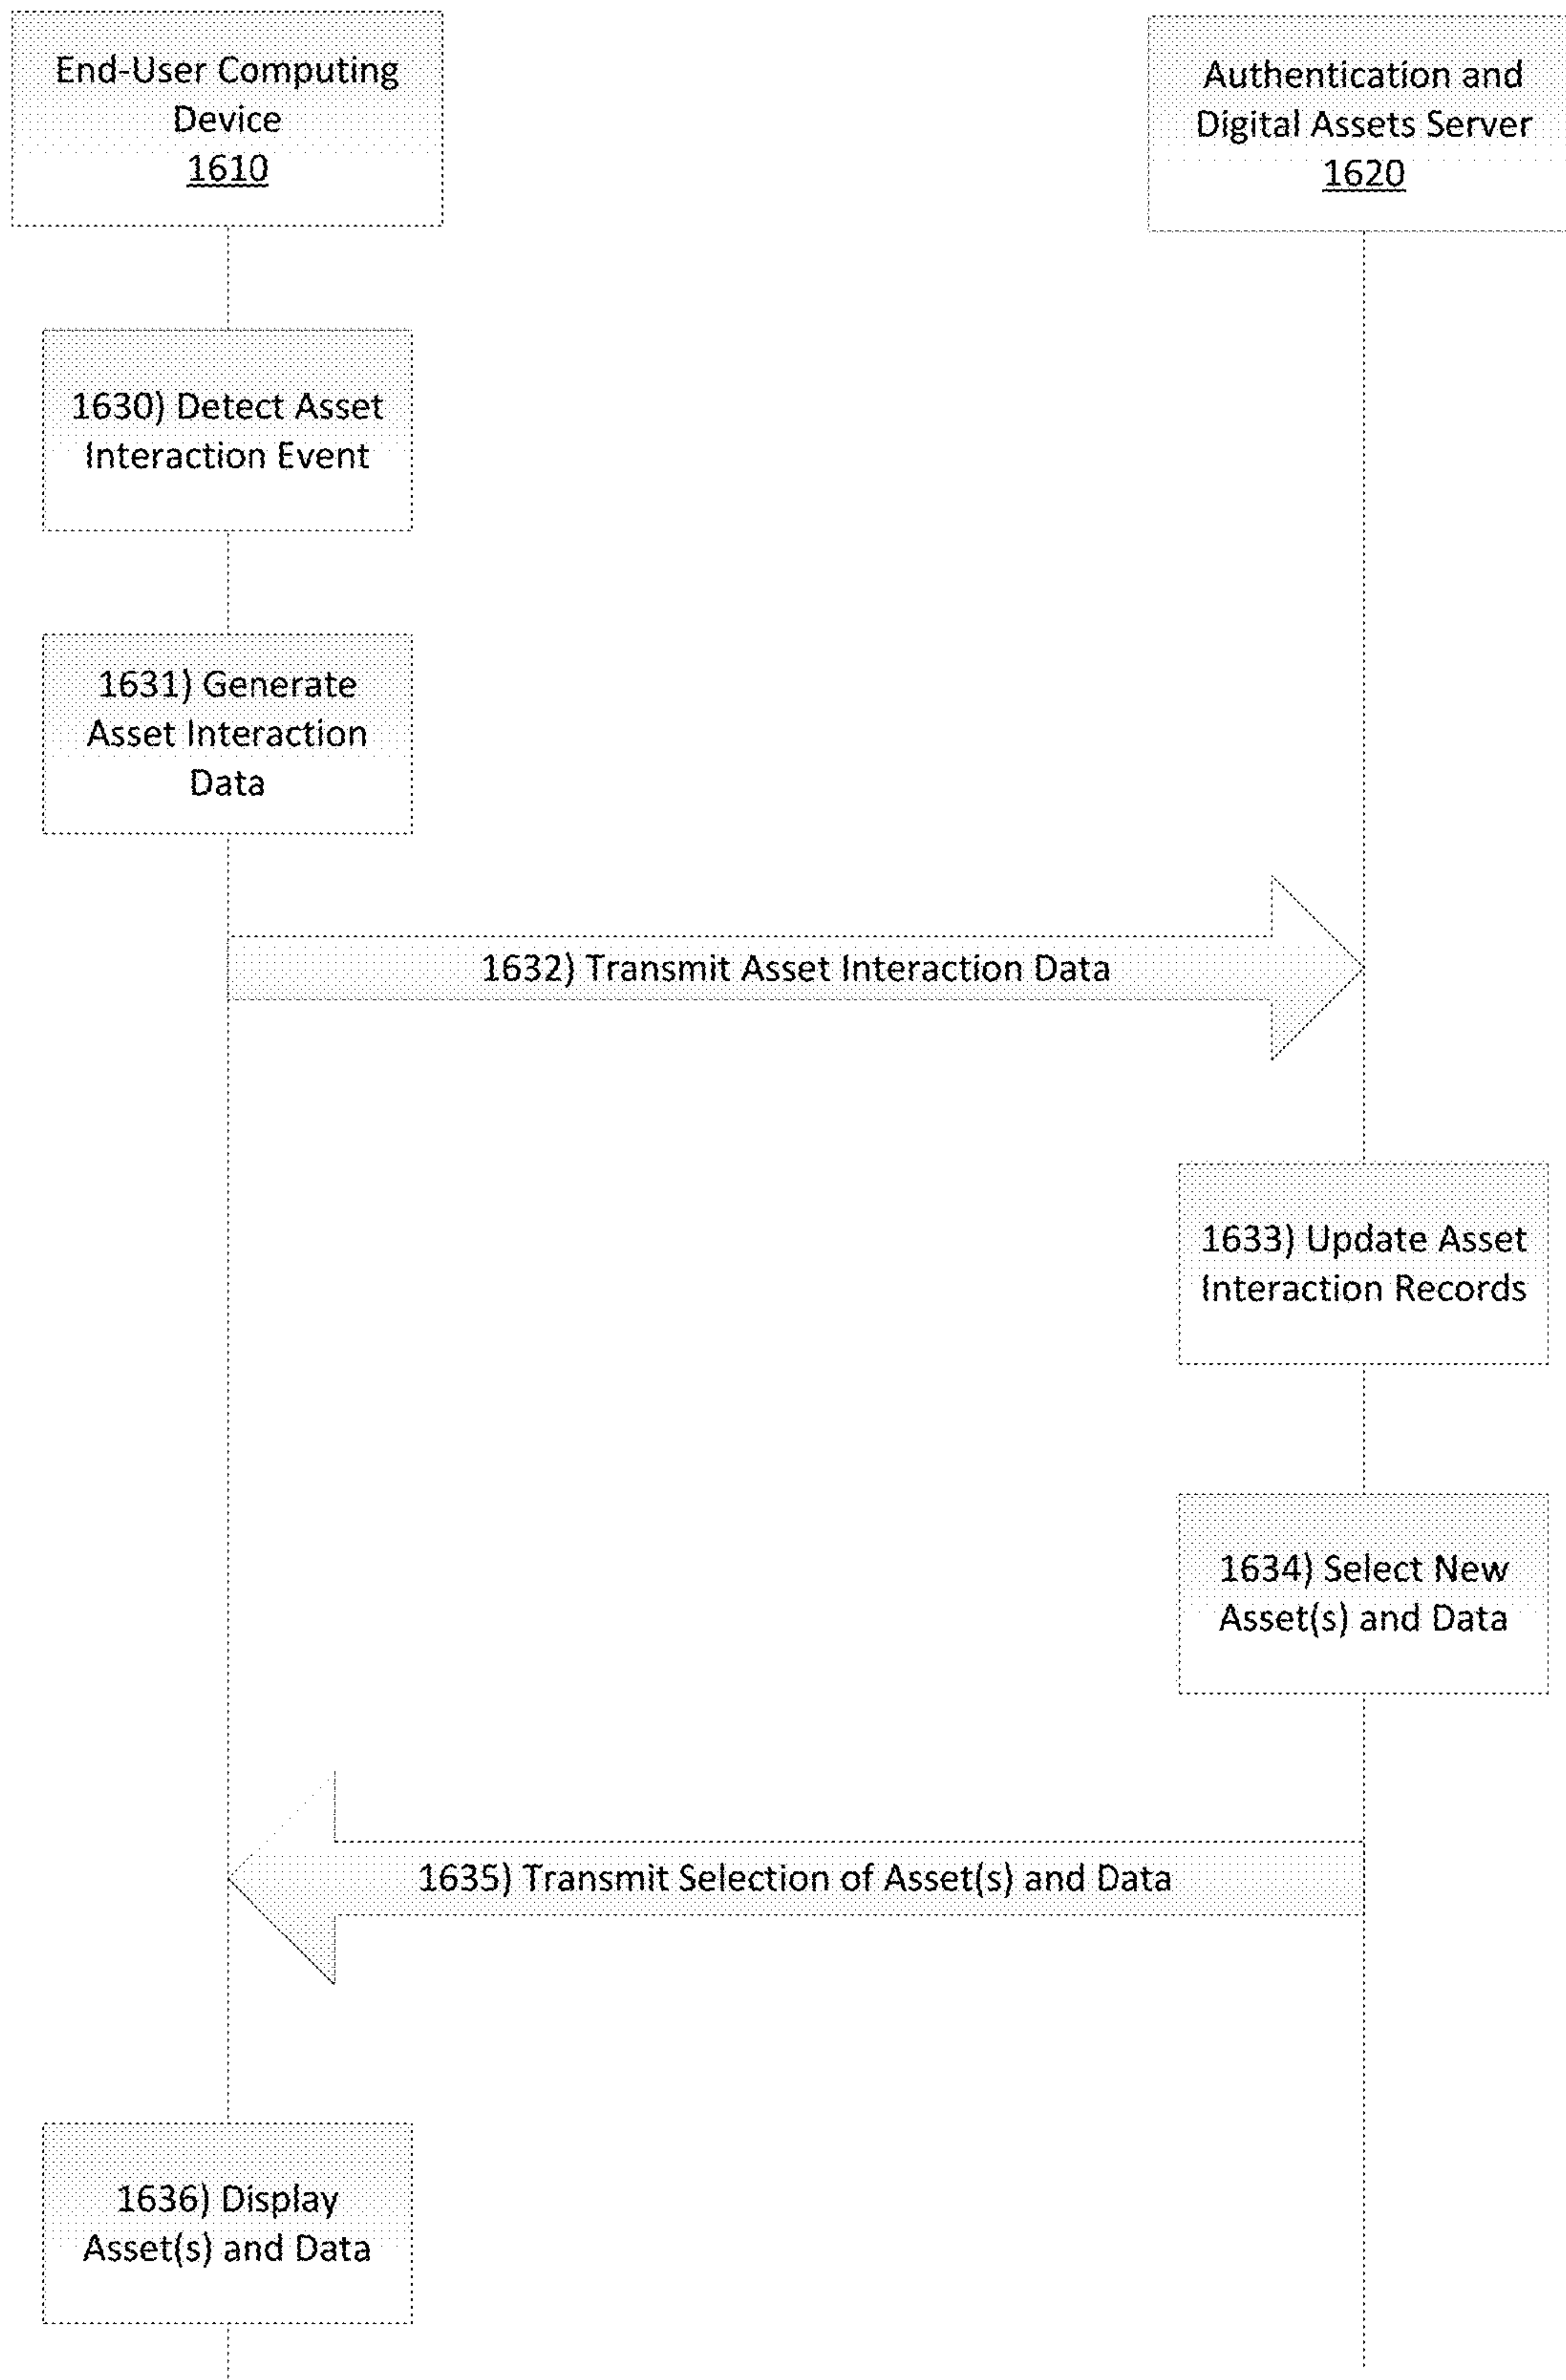 End-User Computing
Device
1610
Authentication and
Digital Assets Server
1620
1630) Detect Asset
Interaction Event
1631) Generate
Asset Interaction
Data
1632) Transmit Asset Interaction Data
1633) Update Asset
Interaction Records
1634) Select New
Asset(s) and Data
1635) Transmit Selection of Asset(s) and Data
1636) Display
Asset(s) and Data